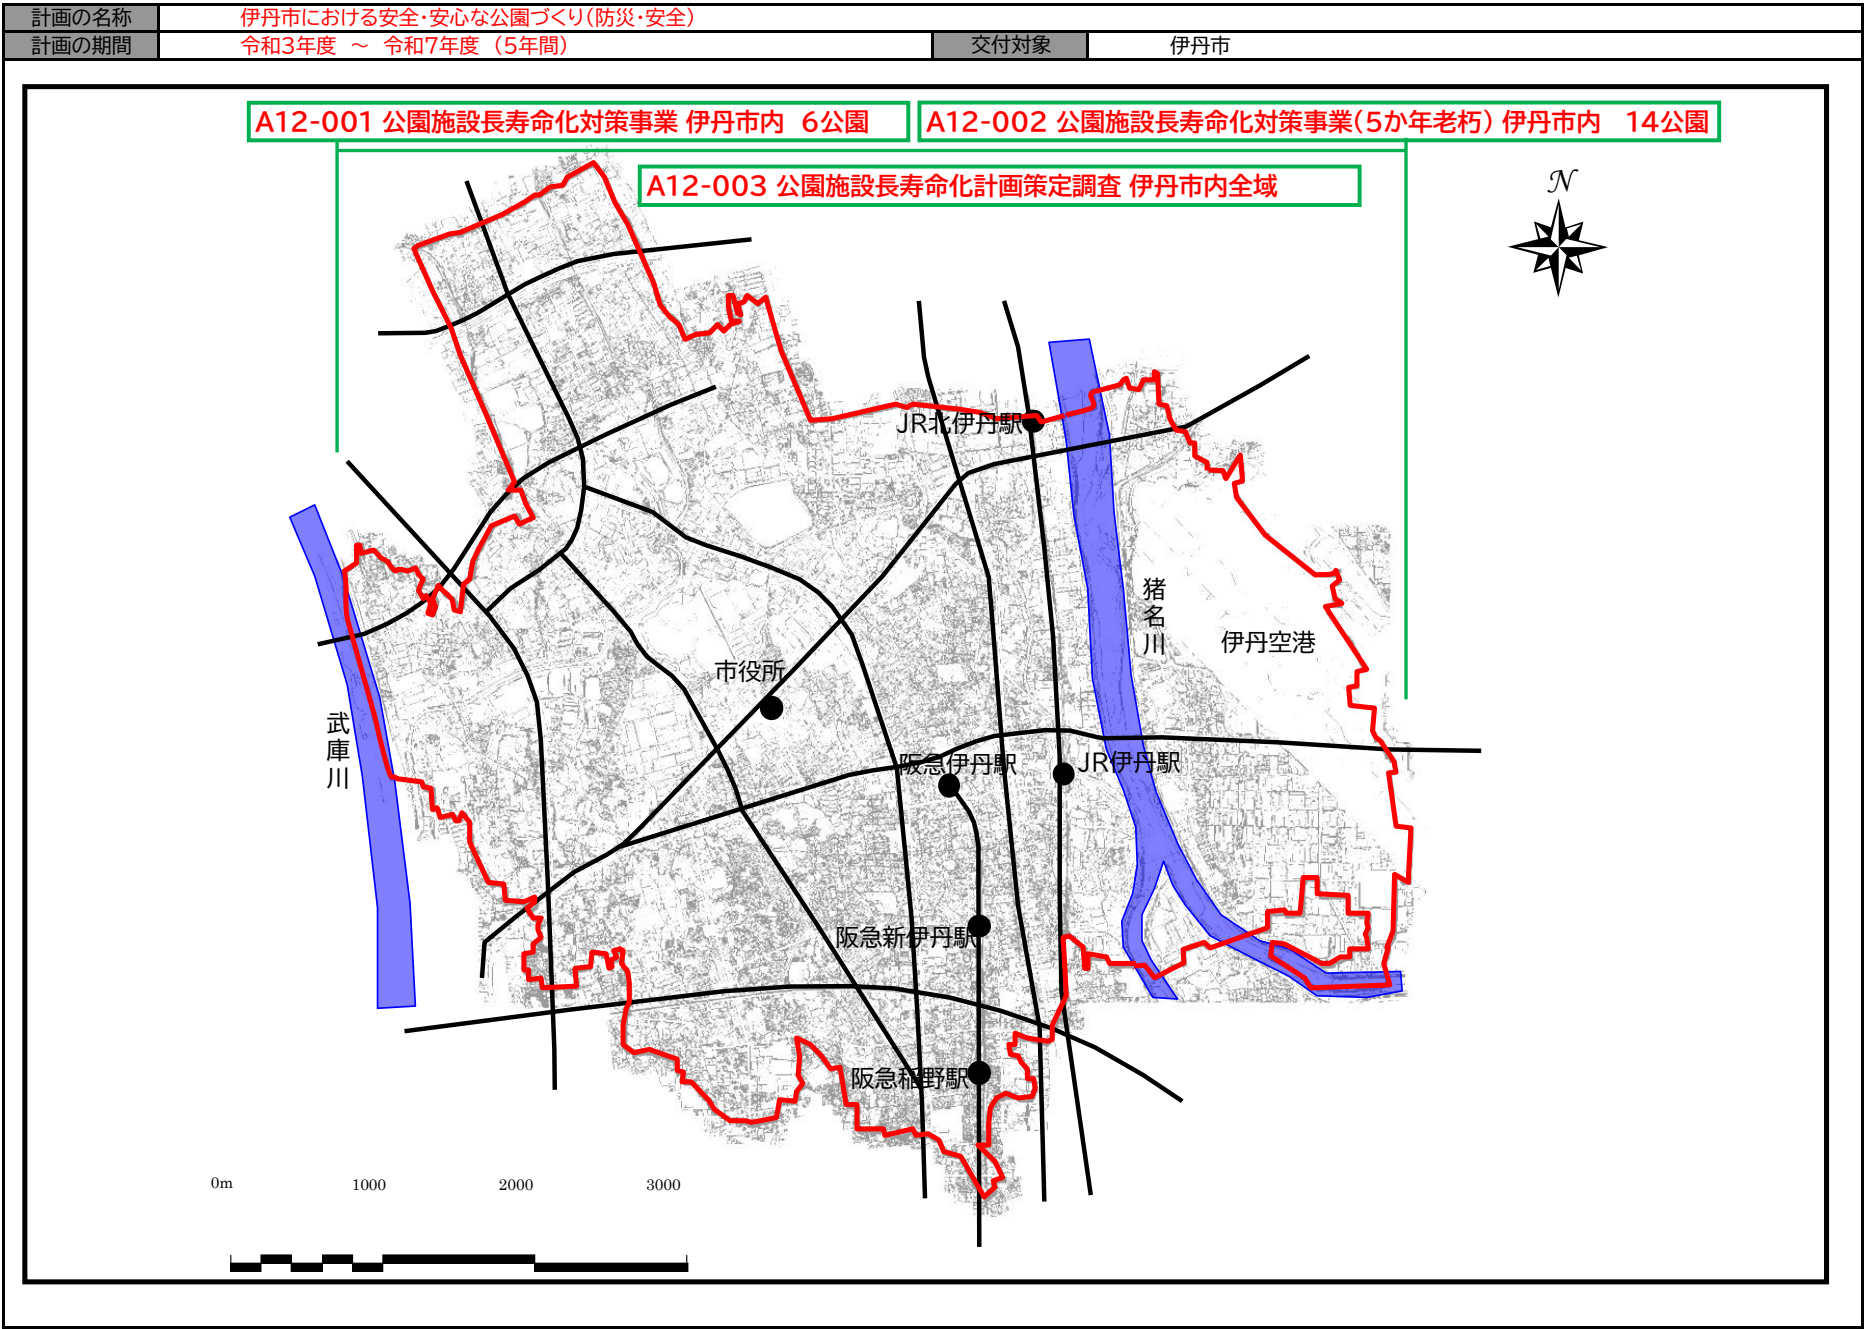 計画の名称 伊丹市における安全・安心な公園づくり（防災・安全）
計画の期間 令和３年度 ～ 令和７年度 （５年間） 交付対象 伊丹市
A12-001 公園施設長寿命化対策事業 伊丹市内 6公園
A12-002 公園施設長寿命化対策事業（５か年老朽） 伊丹市内 14公園
A12-003 公園施設長寿命化計画策定調査 伊丹市内全域
N
JR北伊丹駅
猪名川
伊丹空港
市役所
武庫川
阪急伊丹駅
JR伊丹駅
阪急新伊丹駅
阪急稲野駅
0m 1000 2000 3000